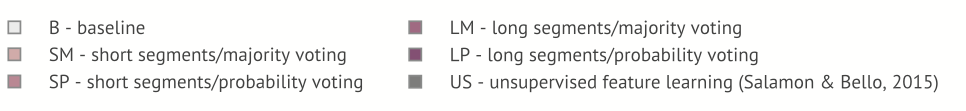 B - baseline
SM - short segments/majority voting
SP - short segments/probability voting
LM - long segments/majority voting
LP - long segments/probability voting
US - unsupervised feature learning (Salamon & Bello, 2015)